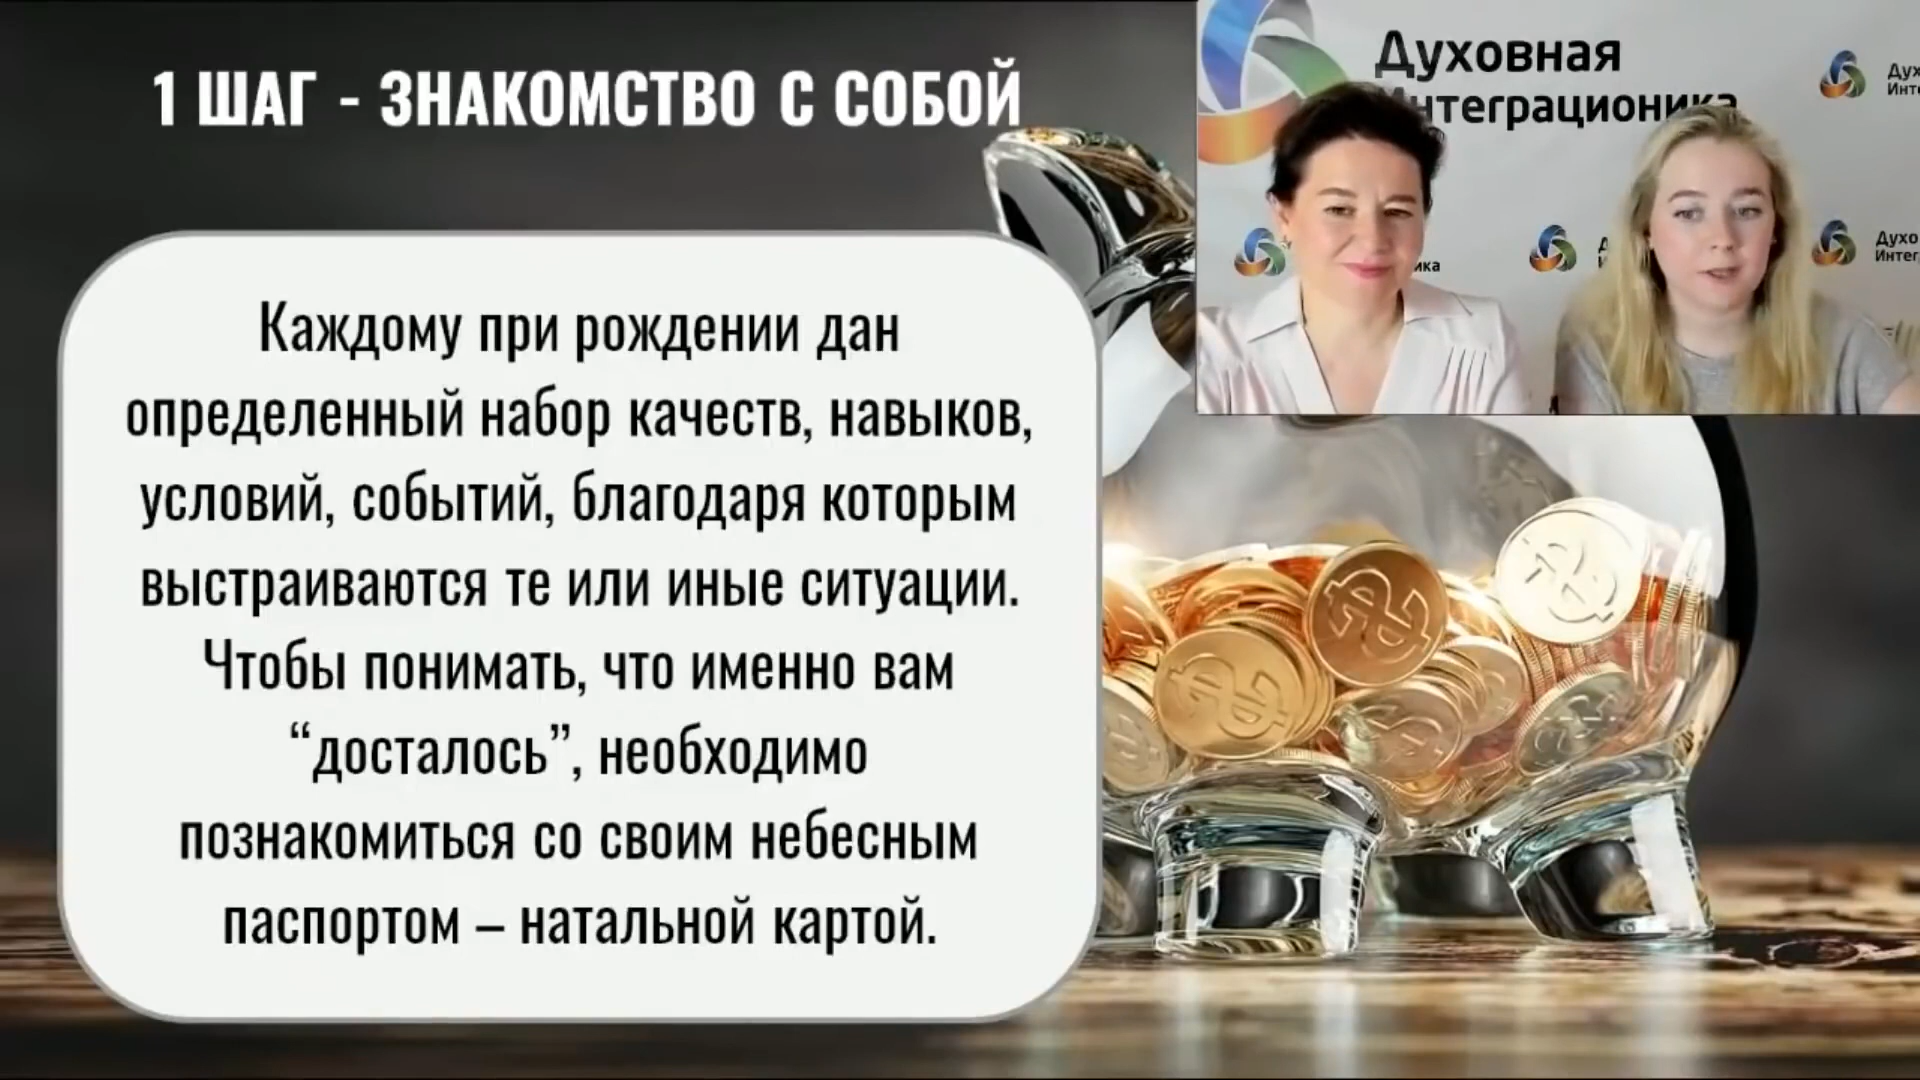 1 ШАГ - ЗНАКОМСТВО С СОБОЙ
Каждому при рождении дан
определенный набор качеств, навыков,
условий, событий, благодаря которым
выстраиваются те или иные ситуации.
Чтобы понимать, что именно вам
“досталось”, необходимо
познакомиться со своим небесным
паспортом – натальной картой.
Духовная
Интеграционика